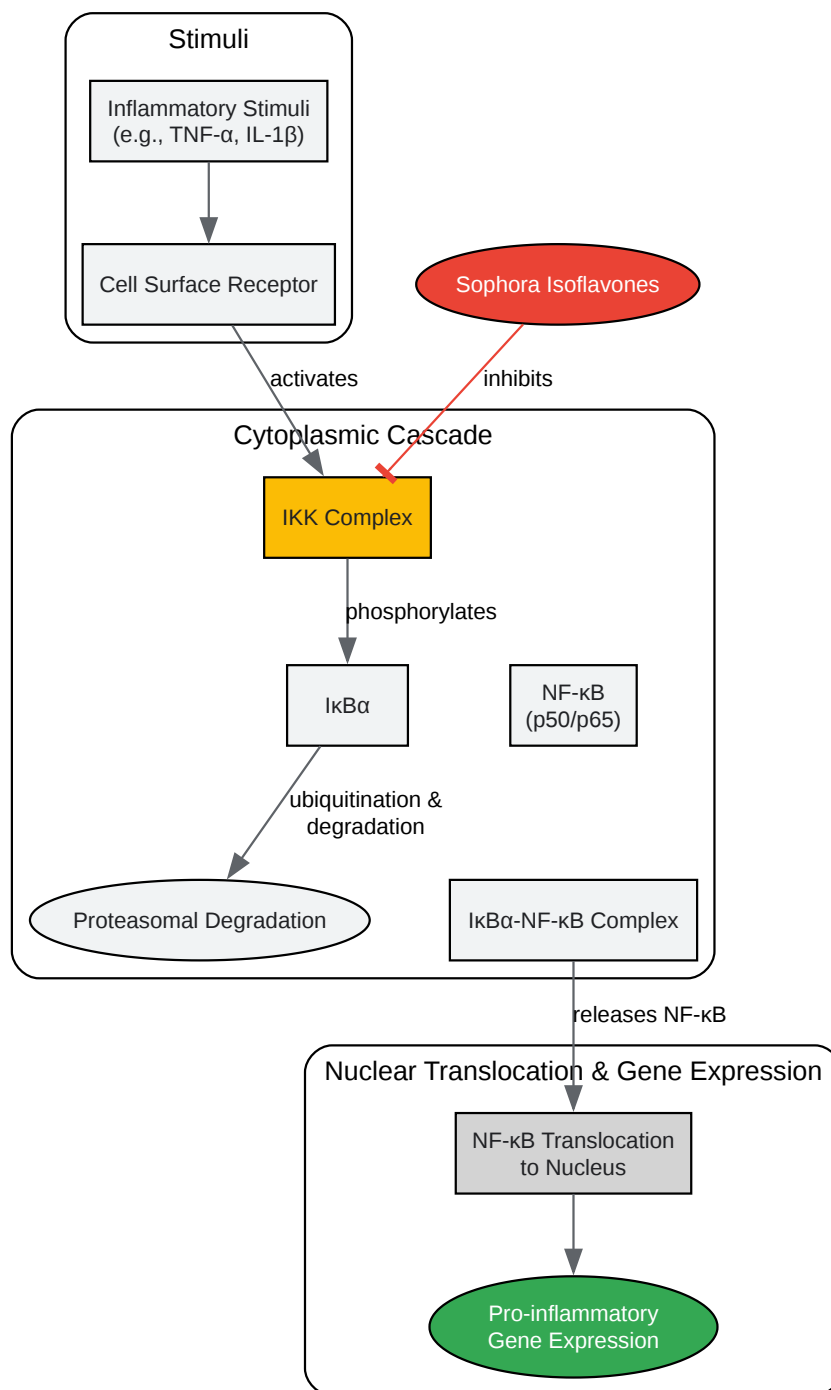 Stimuli
Inflammatory Stimuli
(e.g., TNF-α, IL-1β)
Cell Surface Receptor
Sophora Isoflavones
activates
inhibits
Cytoplasmic Cascade
IKK Complex
phosphorylates
IκBα
NF-κB
(p50/p65)
ubiquitination &
degradation
Proteasomal Degradation
IκBα-NF-κB Complex
releases NF-κB
Nuclear Translocation & Gene Expression
NF-κB Translocation
to Nucleus
Pro-inflammatory
Gene Expression